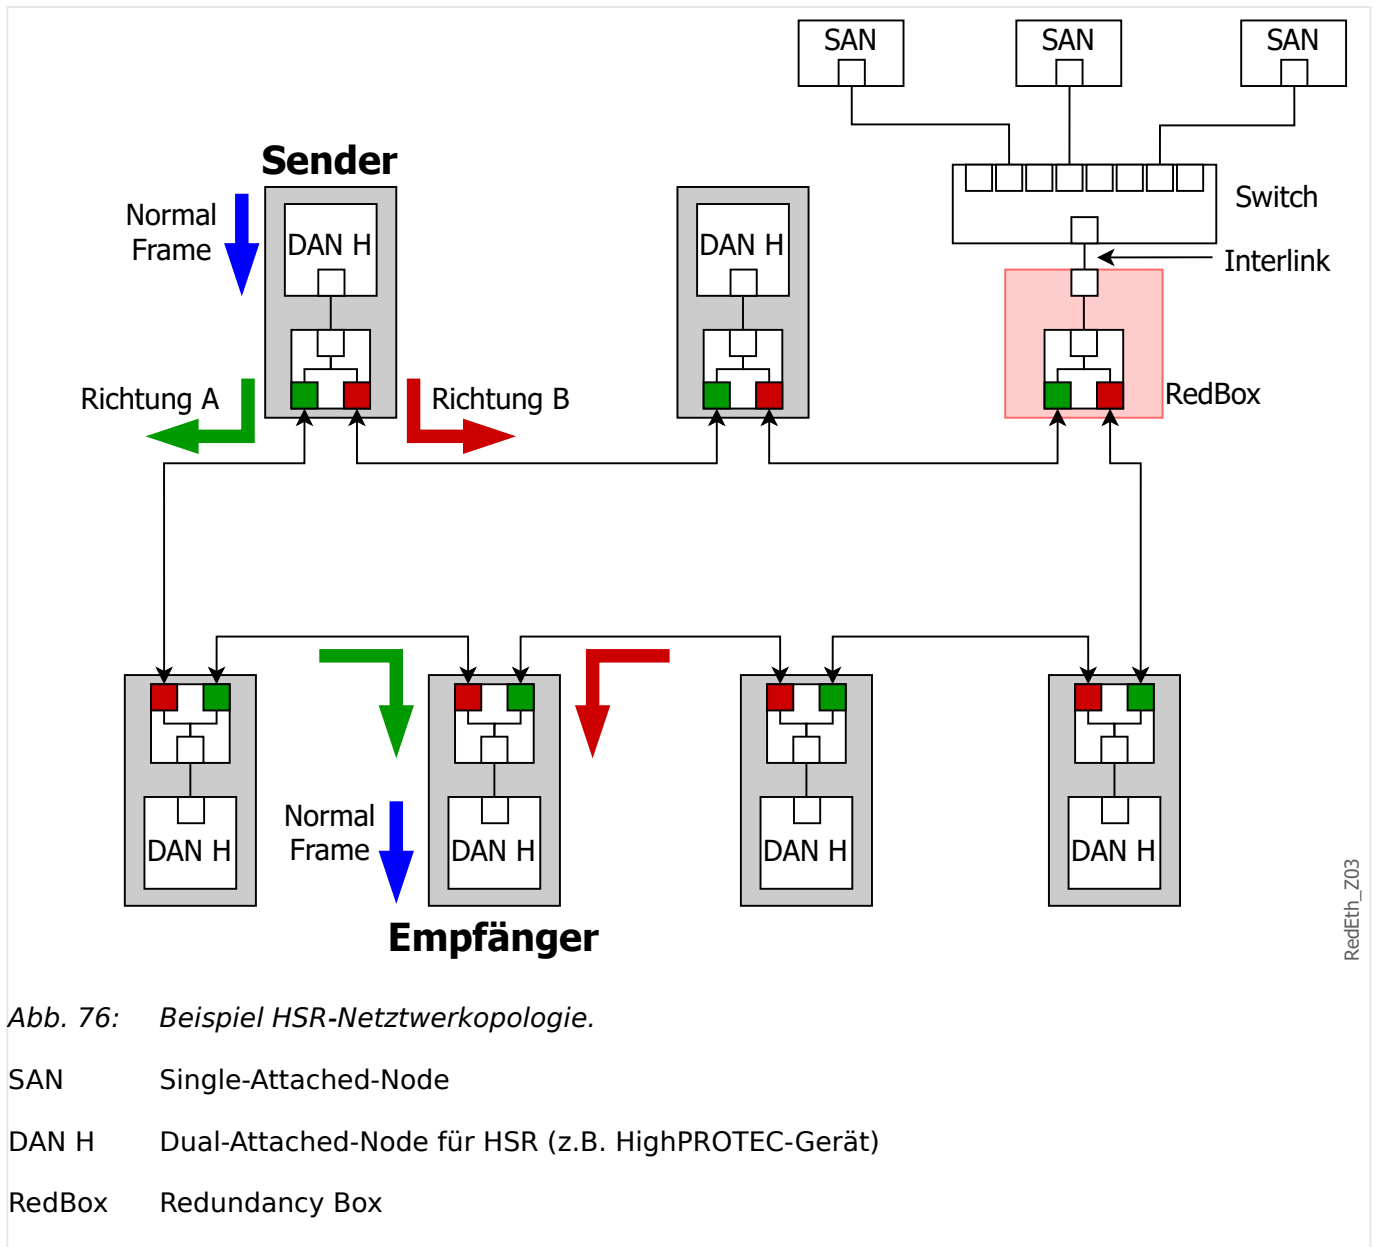 SAN SAN SAN
Sender
Normal
Frame
DAN H
DAN H
Switch
Interlink
Richtung A
Richtung B
RedBox
Normal
Frame
DAN H
DAN H
DAN H
DAN H
Empfänger
RedEth_Z03
Abb. 76: Beispiel HSR-Netztwerkopologie.
SAN Single-Attached-Node
DAN H Dual-Attached-Node für HSR (z.B. HighPROTEC-Gerät)
RedBox Redundancy Box